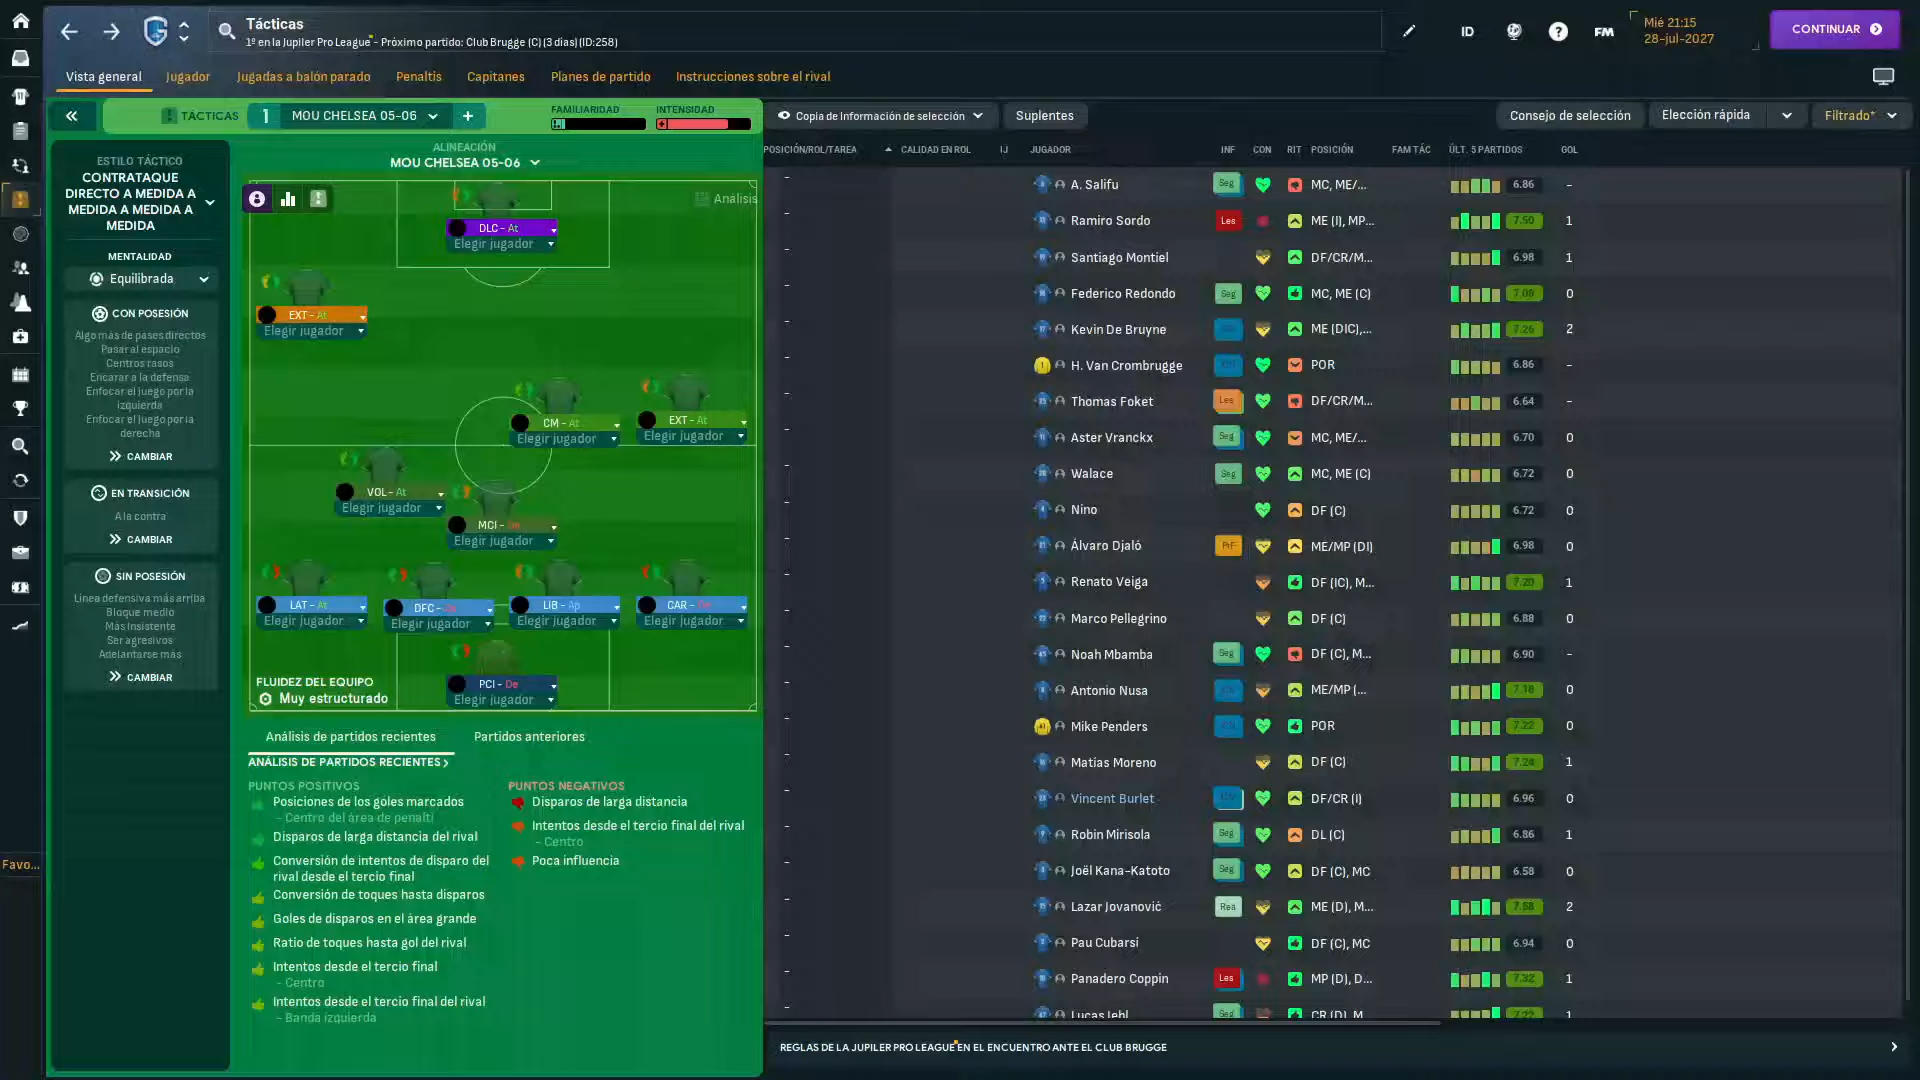 Tácticas
1º en la Jupiler Pro League - Próximo partido: Club Brugge (C) (3 días) (ID:258)
ID
FM
Mié 21:15
28-jul-2027
CONTINUAR
Vista general
Jugador
Jugadas a balón parado
Penaltis
Capitanes
Planes de partido
Instrucciones sobre el rival
TÁCTICAS
1
MOU CHELSEA 05-06
FAMILIARIDAD
INTENSIDAD
Copia de Información de selección
Suplentes
Consejo de selección
Elección rápida
Filtrado*
ESTILO TÁCTICO
CONTRATAQUE
DIRECTO A MEDIDA A
MEDIDA A MEDIDA A
MEDIDA
MENTALIDAD
Equilibrada
CON POSESIÓN
Algo más de pases directos
Pasar al espacio
Centros rasos
Encarar a la defensa
Enfocar el juego por la
izquierda
Enfocar el juego por la
derecha
CAMBIAR
EN TRANSICIÓN
A la contra
CAMBIAR
SIN POSESIÓN
Línea defensiva más arriba
Bloque medio
Más insistente
Ser agresivos
Adelantarse más
CAMBIAR
ALINEACIÓN
MOU CHELSEA 05-06
Análisis
DLC - At
Elegir jugador
EXT - At
Elegir jugador
CM - At
Elegir jugador
EXT - At
Elegir jugador
VOL - At
Elegir jugador
MCI - De
Elegir jugador
LAT - At
Elegir jugador
DFC - De
Elegir jugador
LIB - Ap
Elegir jugador
CAR - De
Elegir jugador
PCI - De
Elegir jugador
FLUIDEZ DEL EQUIPO
Muy estructurado
Análisis de partidos recientes
Partidos anteriores
ANÁLISIS DE PARTIDOS RECIENTES
PUNTOS POSITIVOS
Posiciones de los goles marcados
- Centro del área de penalti
Disparos de larga distancia del rival
Conversión de intentos de disparo del
rival desde el tercio final
Conversión de toques hasta disparos
Goles de disparos en el área grande
Ratio de toques hasta gol del rival
Intentos desde el tercio final
- Centro
Intentos desde el tercio final del rival
- Banda izquierda
PUNTOS NEGATIVOS
Disparos de larga distancia
Intentos desde el tercio final del rival
- Centro
Poca influencia
POSICIÓN/ROL/TAREA CALIDAD EN ROL IJ JUGADOR INF CON RIT POSICIÓN FAM TÁC ÚLT. 5 PARTIDOS GOL
- A. Salifu Seg MC, ME/... 6.86 -
- Ramiro Sordo Les ME (I), MP... 7.50 1
- Santiago Montiel DF/CR/M... 6.98 1
- Federico Redondo Seg MC, ME (C) 7.08 0
- Kevin De Bruyne ME (DIC),... 7.26 2
- H. Van Crombrugge POR 6.86 -
- Thomas Foket Les DF/CR/M... 6.64 -
- Aster Vranckx Seg MC, ME/... 6.70 0
- Walace Seg MC, ME (C) 6.72 0
- Nino DF (C) 6.72 0
- Álvaro Djaló PrF ME/MP (DI) 6.98 0
- Renato Veiga DF (IC), M... 7.20 1
- Marco Pellegrino DF (C) 6.88 0
- Noah Mbamba Seg DF (C), M... 6.90 -
- Antonio Nusa ME/MP (... 7.18 0
- Mike Penders POR 7.22 0
- Matías Moreno DF (C) 7.24 1
- Vincent Burlet DF/CR (I) 6.96 0
- Robin Mirisola Seg DL (C) 6.86 1
- Joël Kana-Katoto Seg DF (C), MC 6.58 0
- Lazar Jovanović Rea ME (D), M... 7.58 2
- Pau Cubarsí DF (C), MC 6.94 0
- Panadero Coppin Les MP (D), D... 7.32 1
- Lucas Jehl Seg CR (D), M... 7.22 1
Favo...
REGLAS DE LA JUPILER PRO LEAGUE EN EL ENCUENTRO ANTE EL CLUB BRUGGE